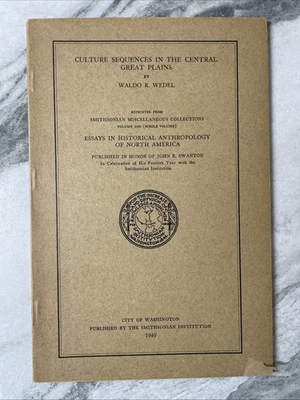 CULTURE SEQUENCES IN THE CENTRAL
GREAT PLAINS
BY
WALDO R. WEDEL
REPRINTED FROM
SMITHSONIAN MISCELLANEOUS COLLECTIONS
VOLUME 100 (WHOLE VOLUME)
ESSAYS IN HISTORICAL ANTHROPOLOGY
OF NORTH AMERICA
PUBLISHED IN HONOR OF JOHN R. SWANTON
In Celebration of His Fortieth Year with the
Smithsonian Institution
CITY OF WASHINGTON
PUBLISHED BY THE SMITHSONIAN INSTITUTION
1940